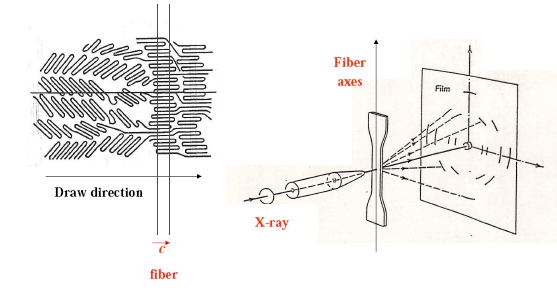 Fiber
axes
Film
Draw direction
X-ray
c
fiber